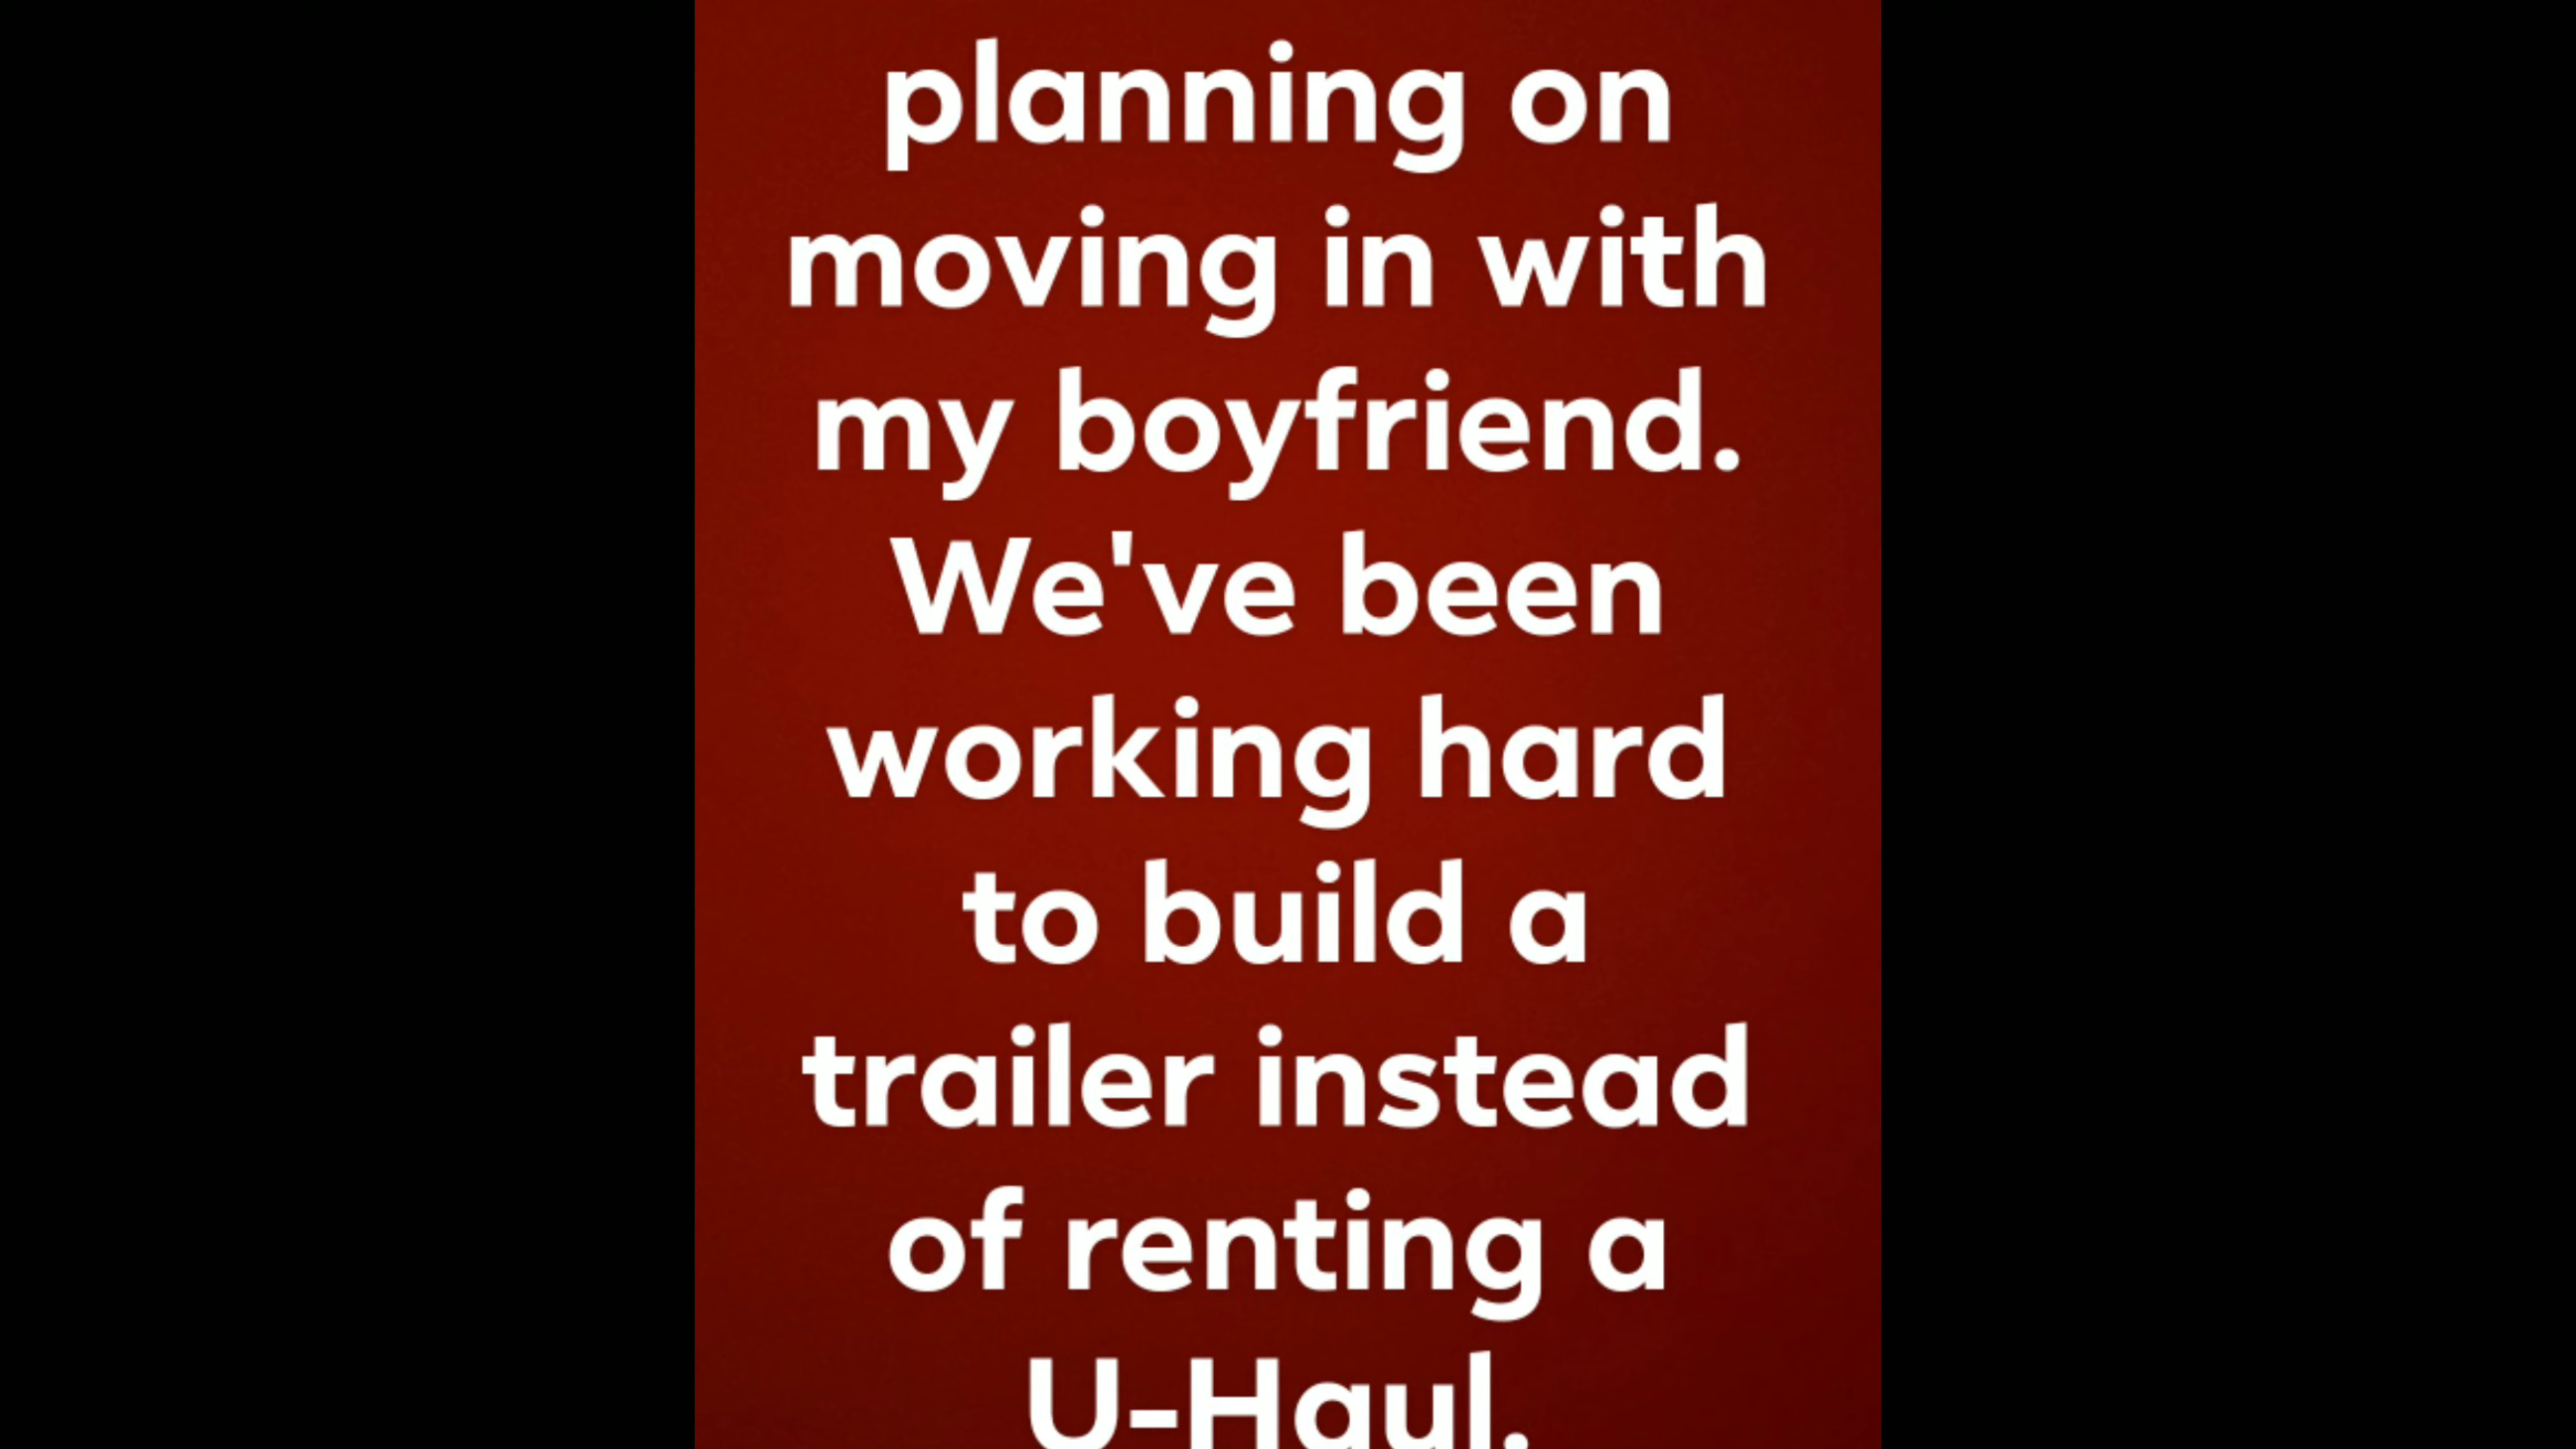 planning on
moving in with
my boyfriend.
We've been
working hard
to build a
trailer instead
of renting a
U-Haul.